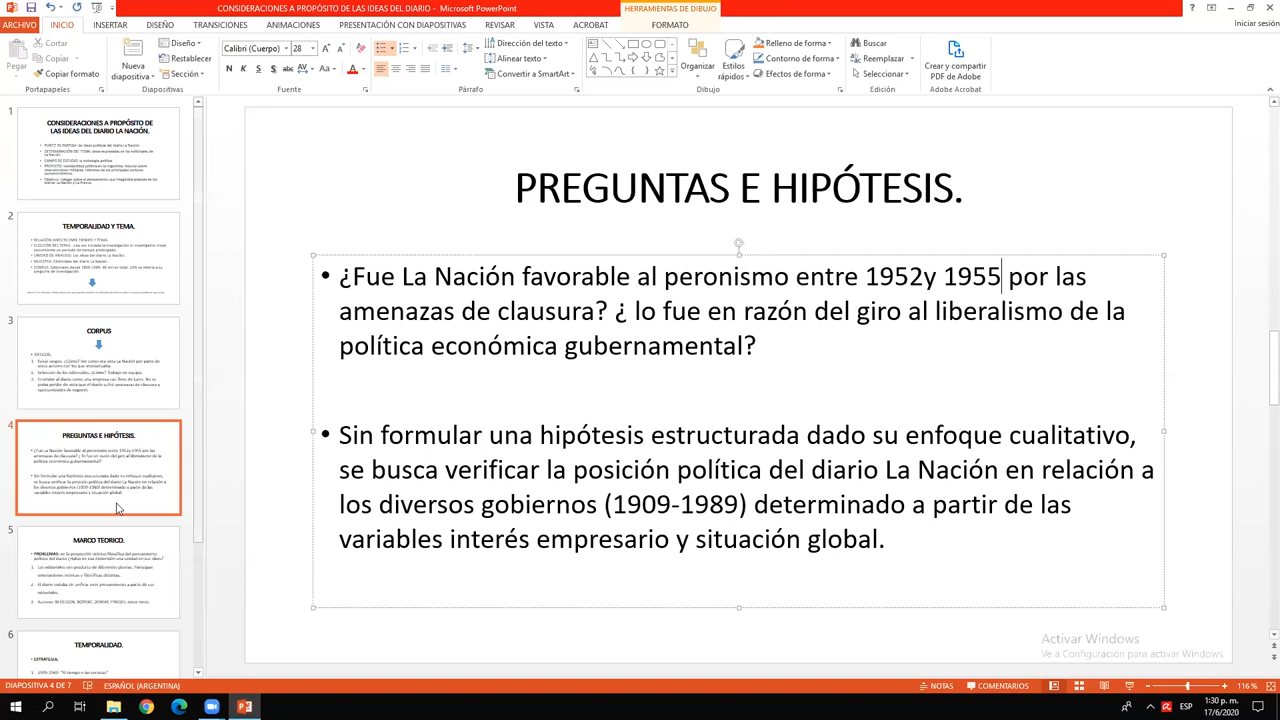 CONSIDERACIONES A PROPÓSITO DE LAS IDEAS DEL DIARIO - Microsoft PowerPoint
HERRAMIENTAS DE DIBUJO
ARCHIVO INICIO INSERTAR DISEÑO TRANSICIONES ANIMACIONES PRESENTACIÓN CON DIAPOSITIVAS REVISAR VISTA ACROBAT FORMATO
Iniciar sesión
Pegar
Cortar
Copiar
Copiar formato
Portapapeles
Nueva diapositiva
Diseño
Restablecer
Sección
Diapositivas
Calibri (Cuerpo) 28
N K S S abc AV Aa A
Fuente
Dirección del texto
Alinear texto
Convertir a SmartArt
Párrafo
Organizar
Estilos rápidos
Relleno de forma
Contorno de forma
Efectos de forma
Dibujo
Buscar
Reemplazar
Seleccionar
Edición
Crear y compartir PDF de Adobe
Adobe Acrobat
1
CONSIDERACIONES A PROPÓSITO DE
LAS IDEAS DEL DIARIO LA NACIÓN.
2
TEMPORALIDAD Y TEMA.
3
CORPUS
4
PREGUNTAS E HIPÓTESIS.
5
MARCO TEORICO.
6
TEMPORALIDAD.
PREGUNTAS E HIPÓTESIS.
• ¿Fue La Nación favorable al peronismo entre 1952y 1955 por las
amenazas de clausura? ¿ lo fue en razón del giro al liberalismo de la
política económica gubernamental?
• Sin formular una hipótesis estructurada dado su enfoque cualitativo,
se busca verificar la posición política del diario La Nación en relación a
los diversos gobiernos (1909-1989) determinado a partir de las
variables interés empresario y situación global.
Activar Windows
Ve a Configuración para activar Windows.
DIAPOSITIVA 4 DE 7 ESPAÑOL (ARGENTINA)
NOTAS COMENTARIOS 116 %
ESP
1:30 p. m.
17/6/2020